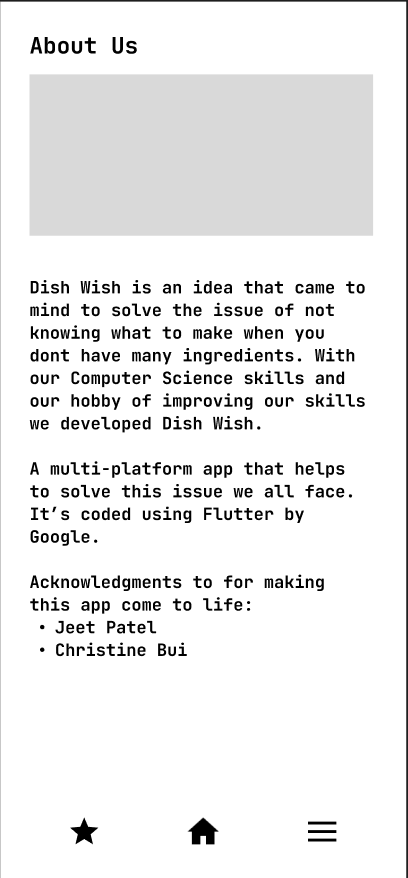 About Us
Dish Wish is an idea that came to
mind to solve the issue of not
knowing what to make when you
dont have many ingredients. With
our Computer Science skills and
our hobby of improving our skills
we developed Dish Wish.
A multi-platform app that helps
to solve this issue we all face.
It’s coded using Flutter by
Google.
Acknowledgments to for making
this app come to life:
• Jeet Patel
• Christine Bui